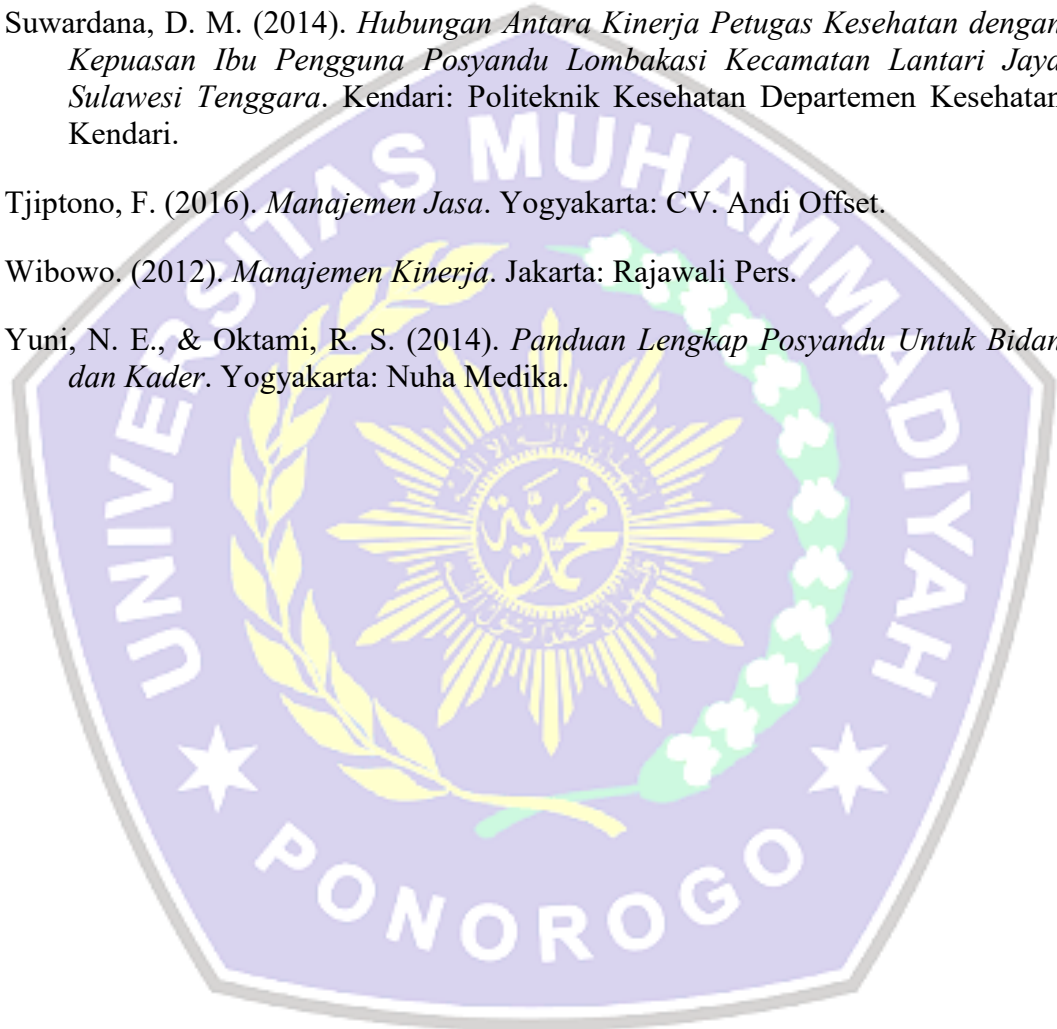 Suwardana, D. M. (2014). Hubungan Antara Kinerja Petugas Kesehatan dengan
Kepuasan Ibu Pengguna Posyandu Lombakasi Kecamatan Lantari Jaya
Sulawesi Tenggara. Kendari: Politeknik Kesehatan Departemen Kesehatan
Kendari.
Tjiptono, F. (2016). Manajemen Jasa. Yogyakarta: CV. Andi Offset.
Wibowo. (2012). Manajemen Kinerja. Jakarta: Rajawali Pers.
Yuni, N. E., & Oktami, R. S. (2014). Panduan Lengkap Posyandu Untuk Bidan
dan Kader. Yogyakarta: Nuha Medika.
UNIVERSITAS MUHAMMADIYAH
محمدية
PONOROGO